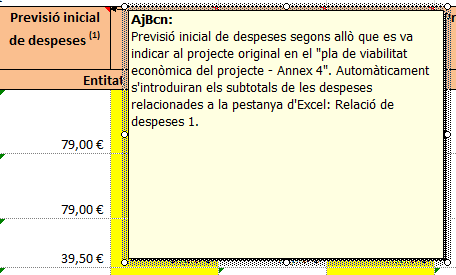 Previsió inicial
de despeses (1)
Entitat
79,00 €
79,00 €
39,50 €
AjBcn:
Previsió inicial de despeses segons allò que es va
indicar al projecte original en el "pla de viabilitat
econòmica del projecte - Annex 4". Automàticament
s'introduiran els subtotals de les despeses
relacionades a la pestanya d'Excel: Relació de
despeses 1.